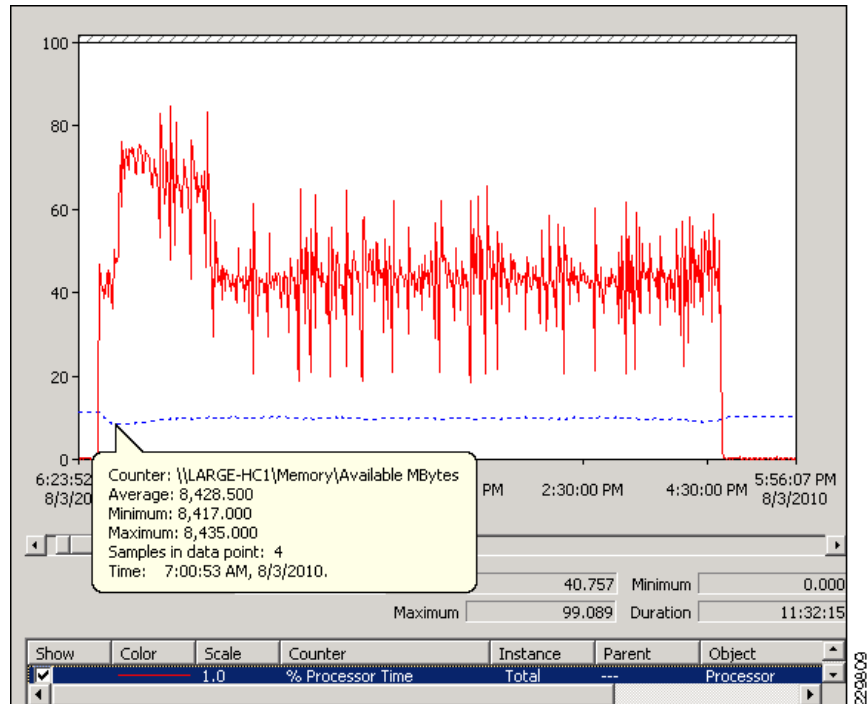 100
80
60
40
20
0
6:23:52
8/3/20
PM
2:30:00 PM
4:30:00 PM
5:56:07 PM
8/3/2010
Counter: \\LARGE-HC1\Memory\Available MBytes
Average: 8,428.500
Minimum: 8,417.000
Maximum: 8,435.000
Samples in data point: 4
Time: 7:00:53 AM, 8/3/2010.
40.757 Minimum 0.000
Maximum 99.089 Duration 11:32:15
Show Color Scale Counter Instance Parent Object
1.0 % Processor Time Total --- Processor
229809